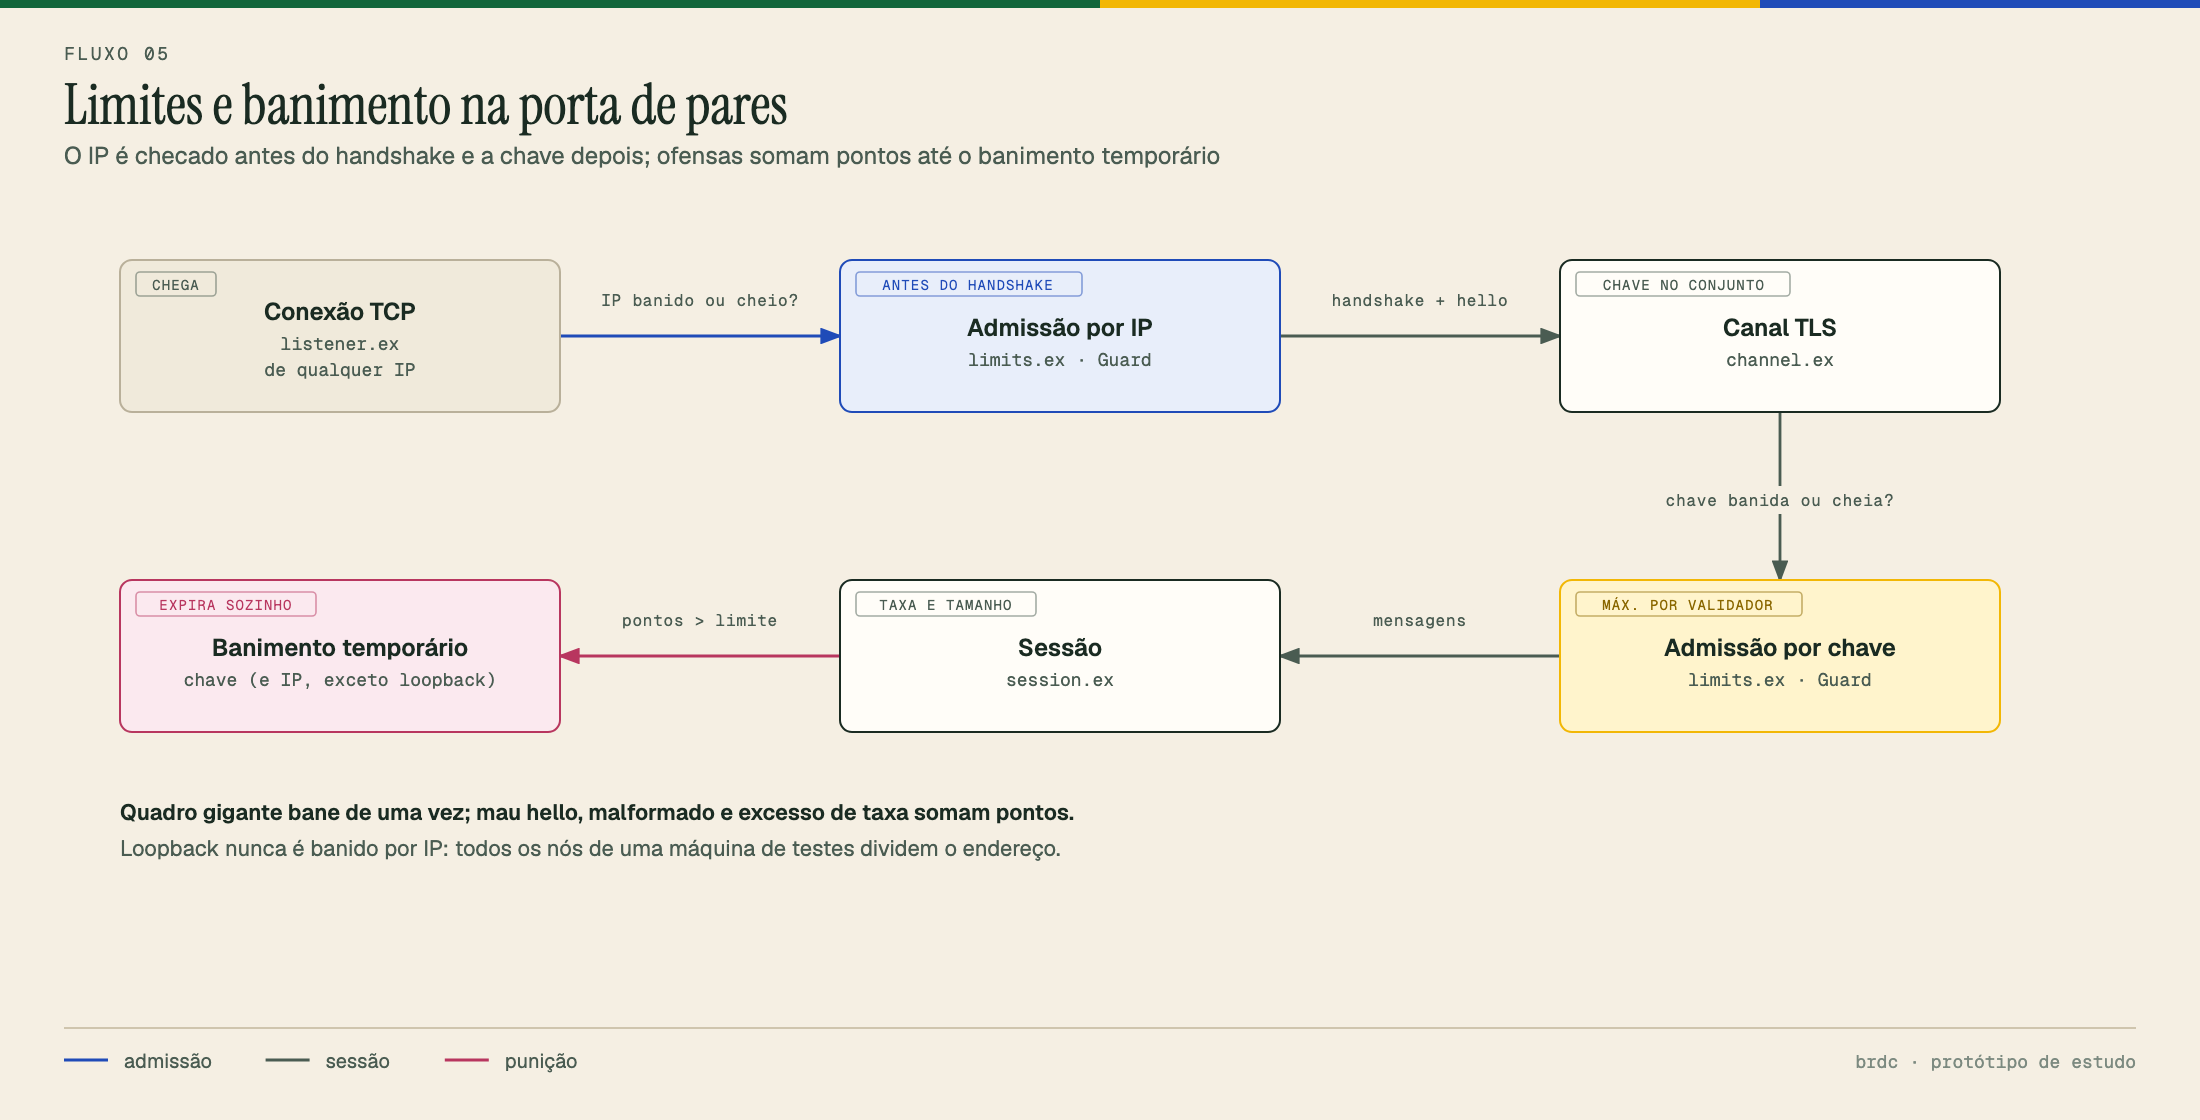 FLUXO 05
Limites e banimento na porta de pares
O IP é checado antes do handshake e a chave depois; ofensas somam pontos até o banimento temporário
CHEGA
Conexão TCP
listener.ex
de qualquer IP
IP banido ou cheio?
ANTES DO HANDSHAKE
Admissão por IP
limits.ex · Guard
handshake + hello
CHAVE NO CONJUNTO
Canal TLS
channel.ex
chave banida ou cheia?
MÁX. POR VALIDADOR
Admissão por chave
limits.ex · Guard
mensagens
TAXA E TAMANHO
Sessão
session.ex
pontos > limite
EXPIRA SOZINHO
Banimento temporário
chave (e IP, exceto loopback)
Quadro gigante bane de uma vez; mau hello, malformado e excesso de taxa somam pontos.
Loopback nunca é banido por IP: todos os nós de uma máquina de testes dividem o endereço.
admissão
sessão
punição
brdc · protótipo de estudo